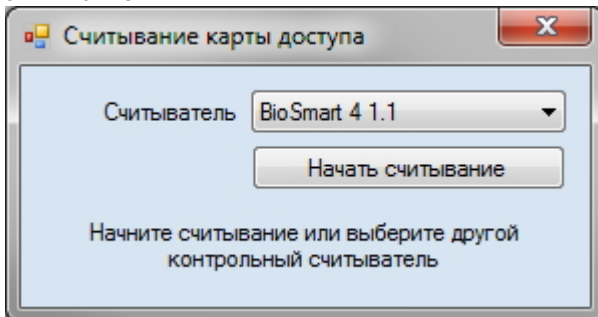 Считывание карты доступа
Считыватель BioSmart 4 1.1
Начать считывание
Начните считывание или выберите другой
контрольный считыватель